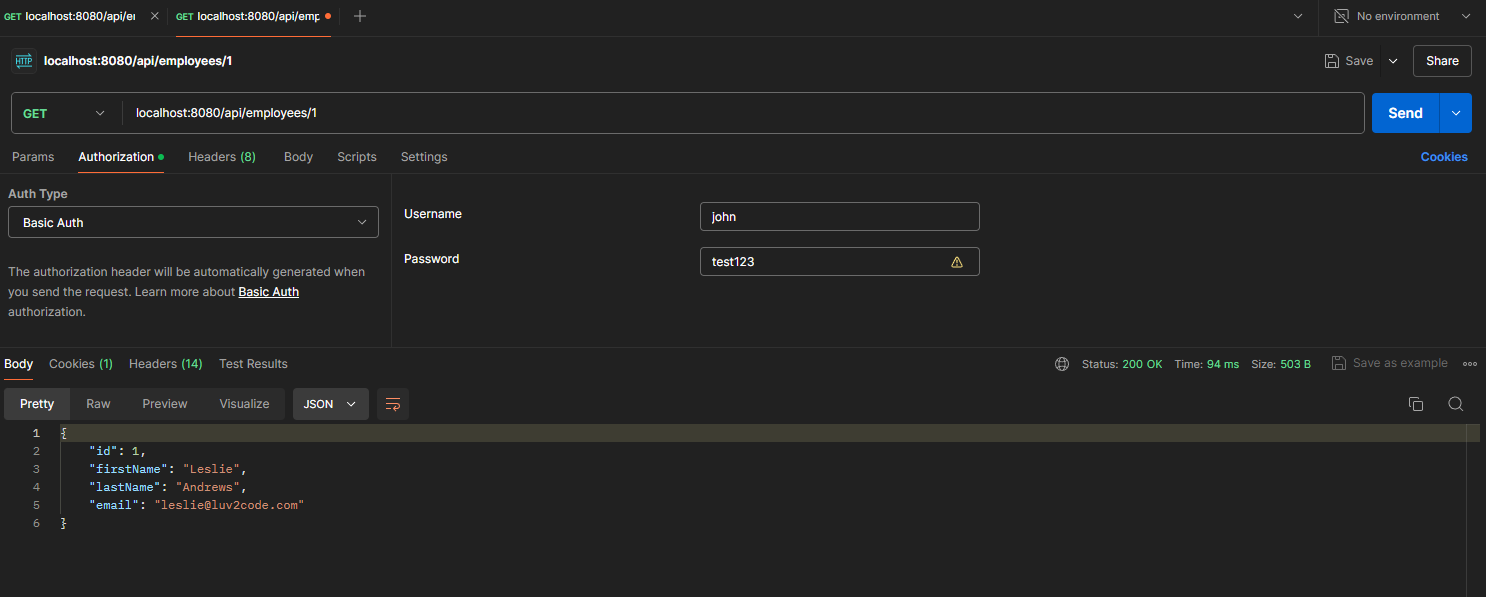 GET localhost:8080/api/er GET localhost:8080/api/emp No environment
HTTP localhost:8080/api/employees/1 Save Share
GET localhost:8080/api/employees/1 Send
Params Authorization Headers (8) Body Scripts Settings Cookies
Auth Type
Basic Auth
Username john
Password test123
The authorization header will be automatically generated when
you send the request. Learn more about Basic Auth
authorization.
Body Cookies (1) Headers (14) Test Results Status: 200 OK Time: 94 ms Size: 503 B Save as example
Pretty Raw Preview Visualize JSON
1 {
2 "id": 1,
3 "firstName": "Leslie",
4 "lastName": "Andrews",
5 "email": "leslie@luv2code.com"
6 }